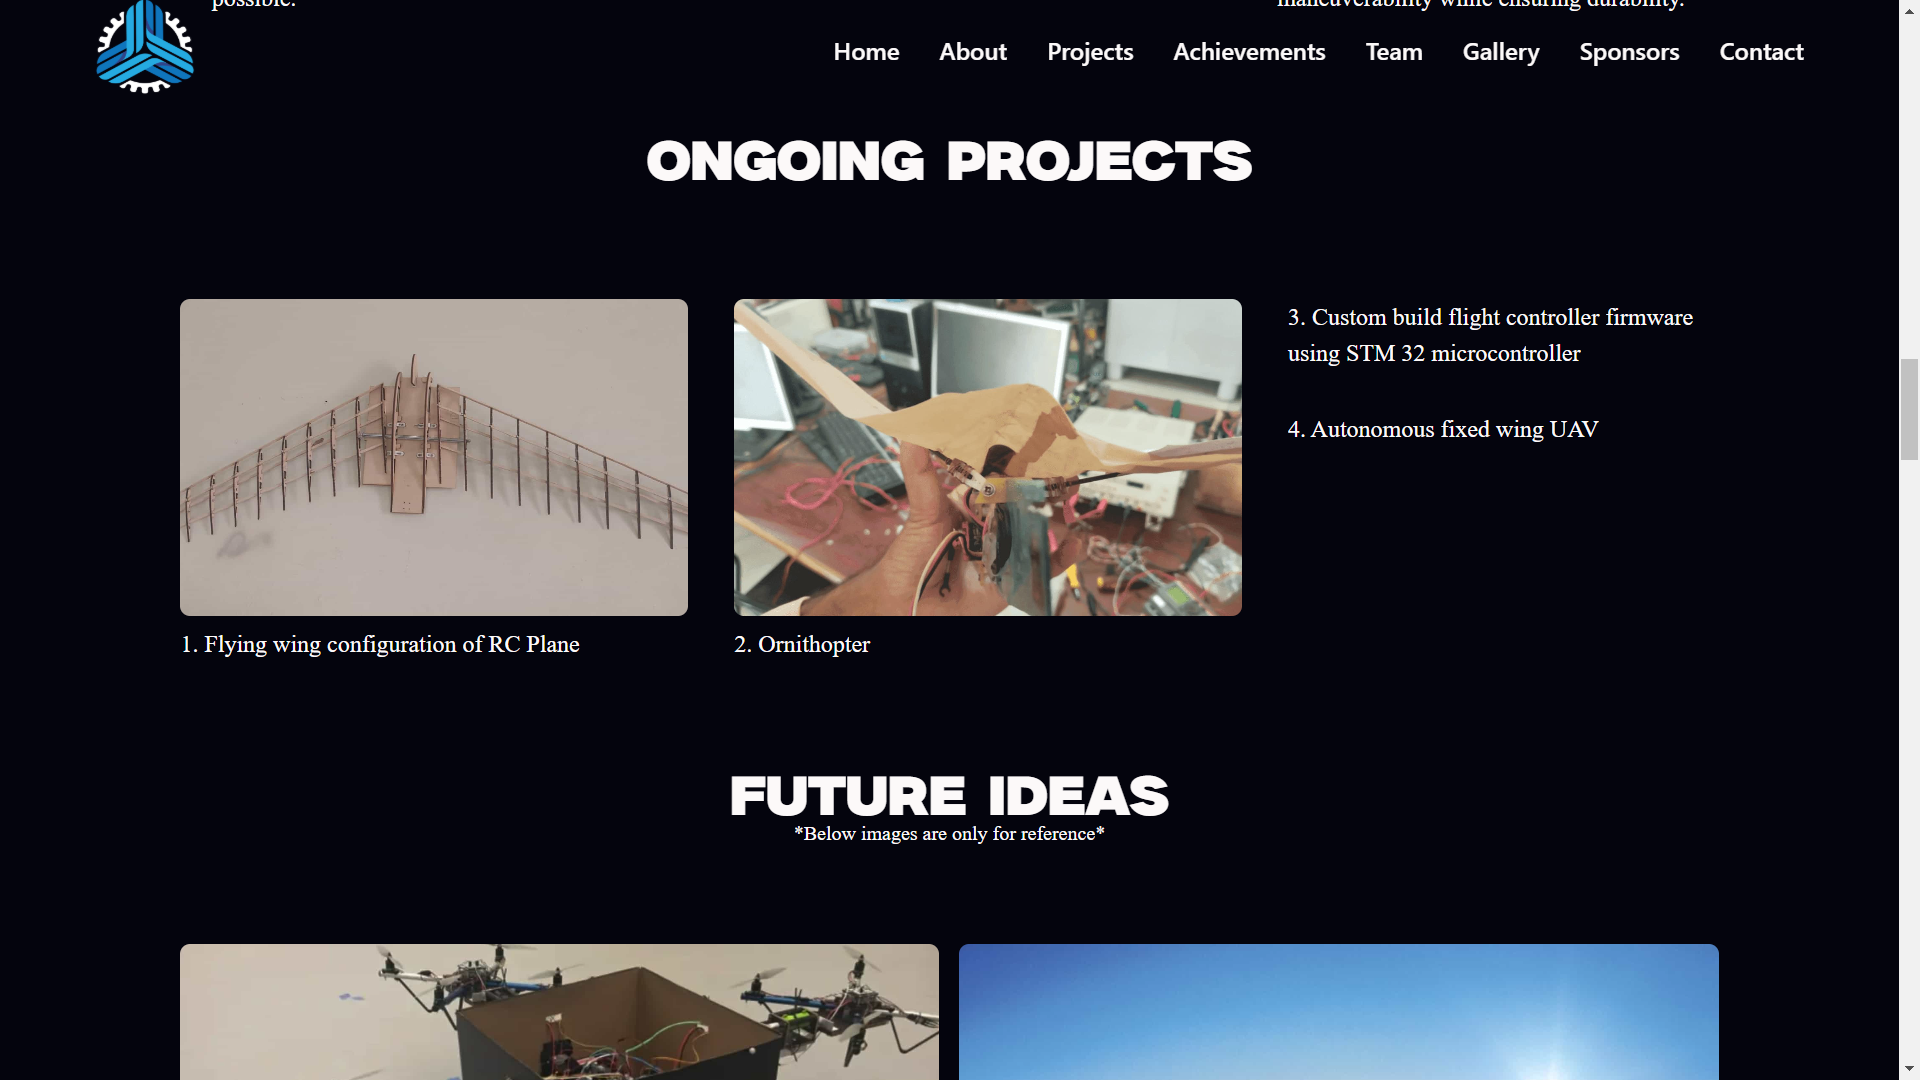 possible.
maneuverability while ensuring durability.
Home About Projects Achievements Team Gallery Sponsors Contact
ONGOING PROJECTS
3. Custom build flight controller firmware
using STM 32 microcontroller
4. Autonomous fixed wing UAV
1. Flying wing configuration of RC Plane
2. Ornithopter
FUTURE IDEAS
*Below images are only for reference*